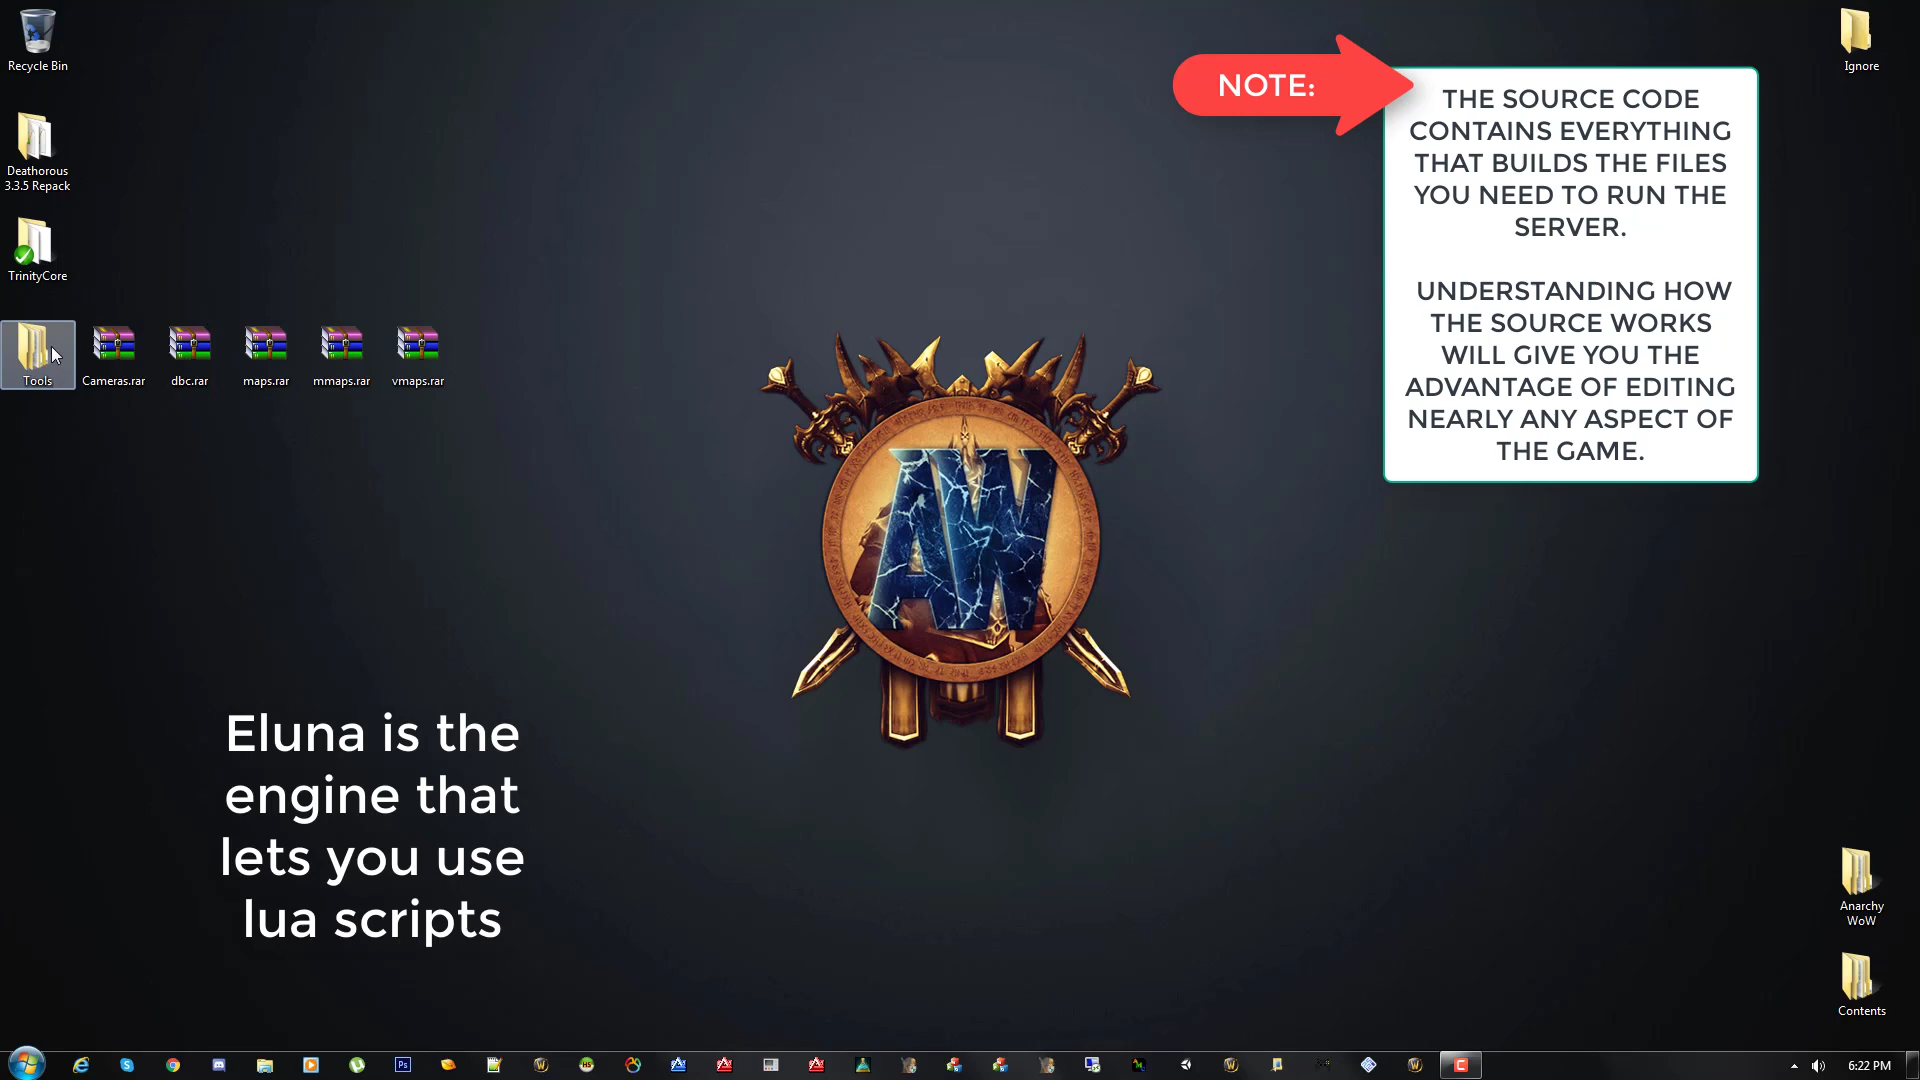 Recycle Bin
Ignore
Deathorous
3.3.5 Repack
TrinityCore
Tools
Cameras.rar
dbc.rar
maps.rar
mmaps.rar
vmaps.rar
NOTE:
THE SOURCE CODE
CONTAINS EVERYTHING
THAT BUILDS THE FILES
YOU NEED TO RUN THE
SERVER.
UNDERSTANDING HOW
THE SOURCE WORKS
WILL GIVE YOU THE
ADVANTAGE OF EDITING
NEARLY ANY ASPECT OF
THE GAME.
AW
Eluna is the
engine that
lets you use
lua scripts
Anarchy
WoW
Contents
Ps
6:22 PM